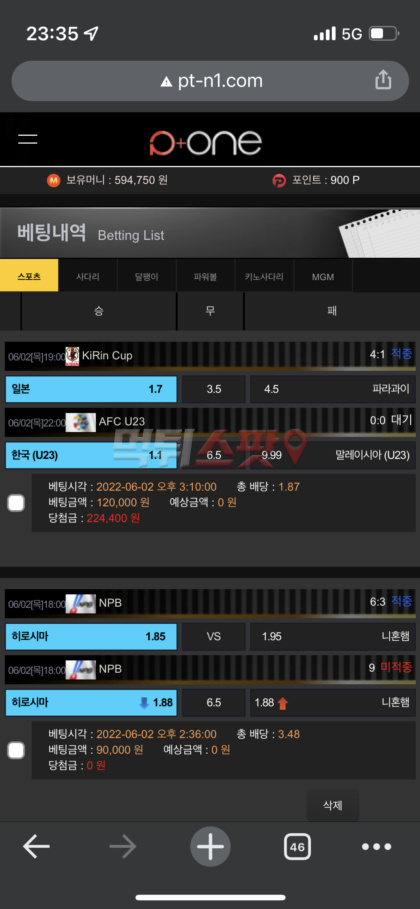 23:35 5G
pt-n1.com
p+one
M 보유머니 : 594,750 원 포인트 : 900 P
베팅내역 Betting List
스포츠 사다리 달팽이 파워볼 키노사다리 MGM
승 무 패
06/02[목]19:00 KiRin Cup 4:1 적중
일본 1.7 3.5 4.5 파라과이
06/02[목]22:00 AFC U23 0:0 대기
먹튀스팟
한국 (U23) 1.1 6.5 9.99 말레이시아 (U23)
베팅시각 : 2022-06-02 오후 3:10:00 총 배당 : 1.87
베팅금액 : 120,000 원 예상금액 : 0 원
당첨금 : 224,400 원
06/02[목]18:00 NPB 6:3 적중
히로시마 1.85 VS 1.95 니혼햄
06/02[목]18:00 NPB 9 미적중
히로시마 1.88 6.5 1.88 니혼햄
베팅시각 : 2022-06-02 오후 2:36:00 총 배당 : 3.48
베팅금액 : 90,000 원 예상금액 : 0 원
당첨금 : 0 원
삭제
46